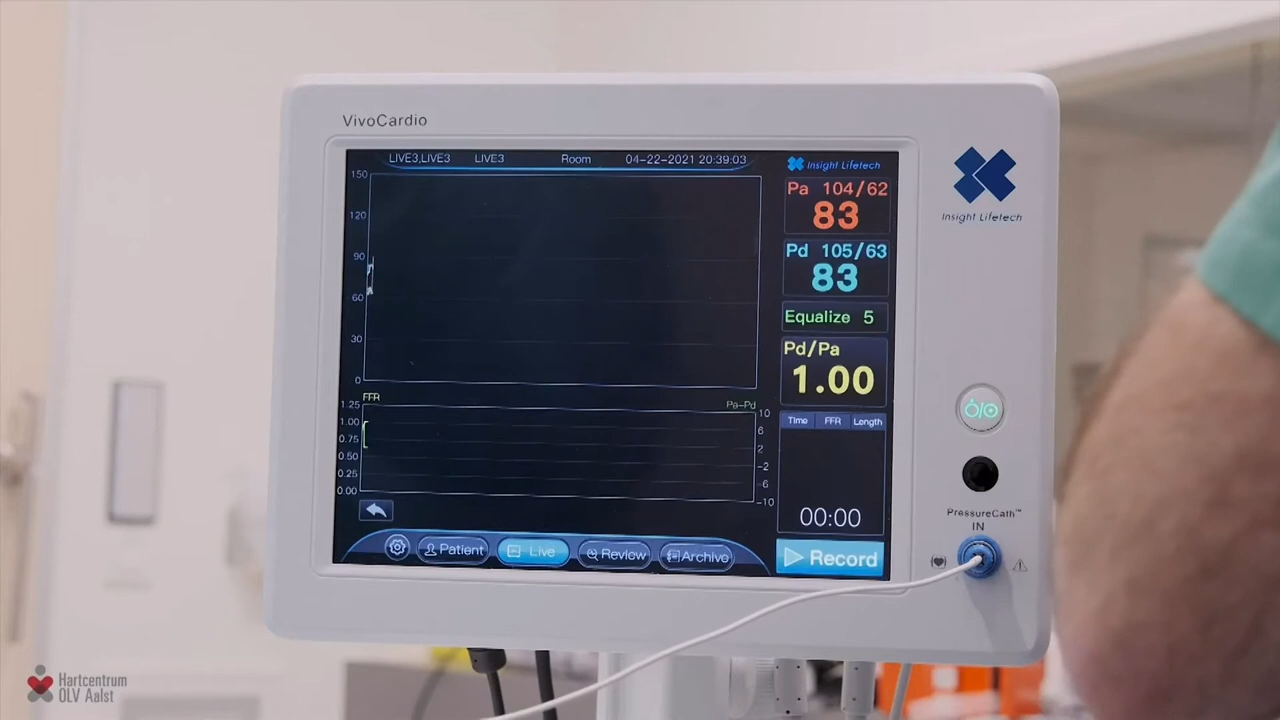 VivoCardio
LIVE3,LIVE3 LIVE3 Room 04-22-2021 20:39:03
Insight Lifetech
150
120
90
60
30
0
Pa 104/62
83
Pd 105/63
83
Equalize 5
Pd/Pa
1.00
FFR Pa-Pd
1.25
1.00
0.75
0.50
0.25
0.00
10
6
2
-2
-6
-10
Time FFR Length
00:00
Patient Live Review Archive
Record
Insight Lifetech
PressureCath™
IN
Hartcentrum
OLV Aalst